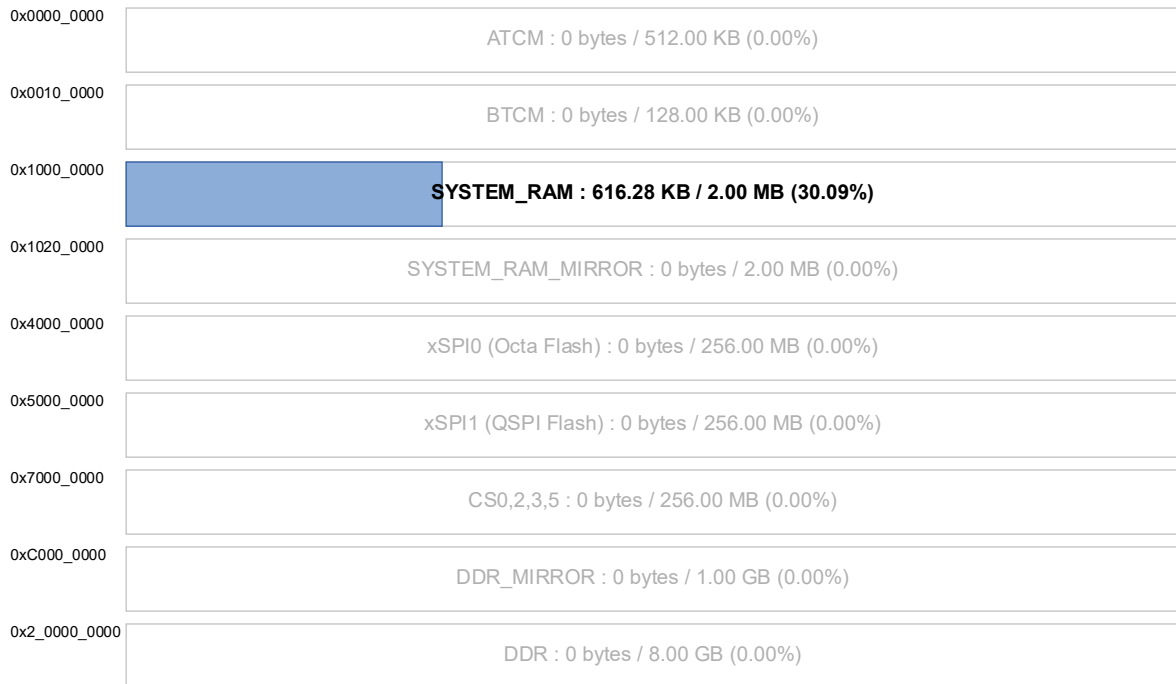 0x0000_0000
ATCM : 0 bytes / 512.00 KB (0.00%)
0x0010_0000
BTCM : 0 bytes / 128.00 KB (0.00%)
0x1000_0000
SYSTEM_RAM : 616.28 KB / 2.00 MB (30.09%)
0x1020_0000
SYSTEM_RAM_MIRROR : 0 bytes / 2.00 MB (0.00%)
0x4000_0000
xSPI0 (Octa Flash) : 0 bytes / 256.00 MB (0.00%)
0x5000_0000
xSPI1 (QSPI Flash) : 0 bytes / 256.00 MB (0.00%)
0x7000_0000
CS0,2,3,5 : 0 bytes / 256.00 MB (0.00%)
0xC000_0000
DDR_MIRROR : 0 bytes / 1.00 GB (0.00%)
0x2_0000_0000
DDR : 0 bytes / 8.00 GB (0.00%)